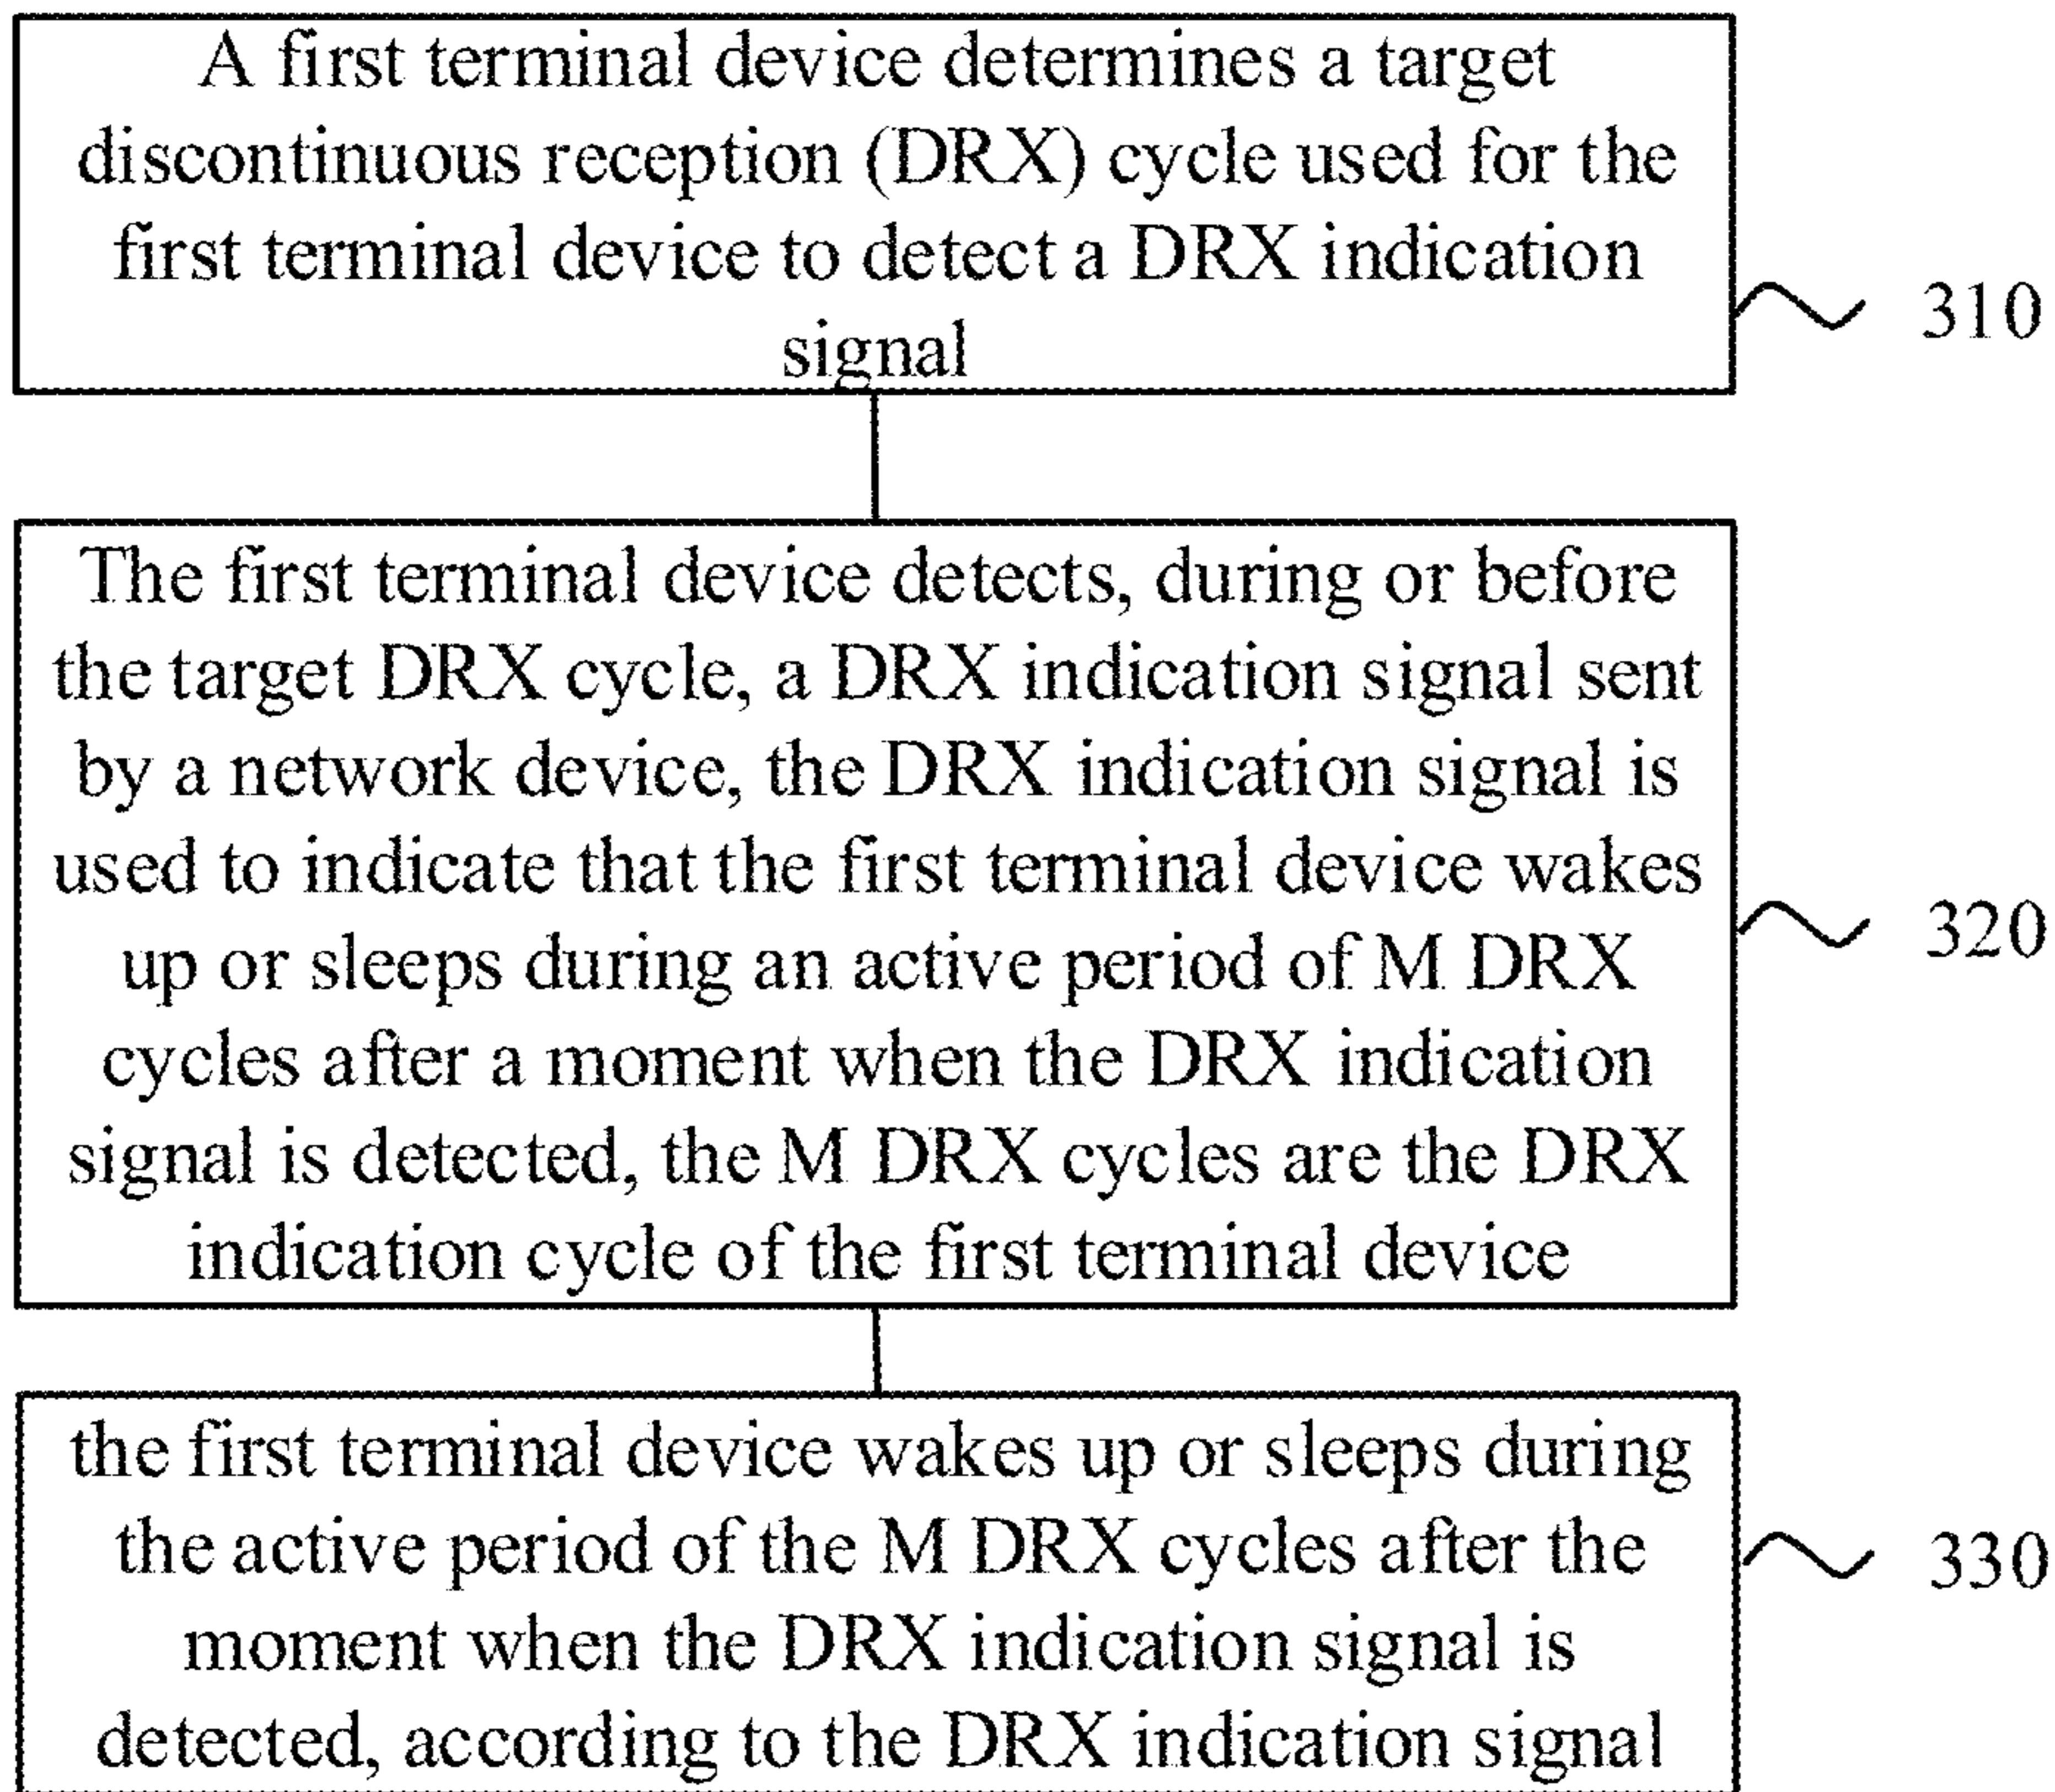 A first terminal device determines a target
discontinuous reception (DRX) cycle used for the
first terminal device to detect a DRX indication
signal
310
The first terminal device detects, during or before
the target DRX cycle, a DRX indication signal sent
by a network device, the DRX indication signal is
used to indicate that the first terminal device wakes
up or sleeps during an active period of M DRX
cycles after a moment when the DRX indication
signal is detected, the M DRX cycles are the DRX
indication cycle of the first terminal device
320
the first terminal device wakes up or sleeps during
the active period of the M DRX cycles after the
moment when the DRX indication signal is
detected, according to the DRX indication signal
330